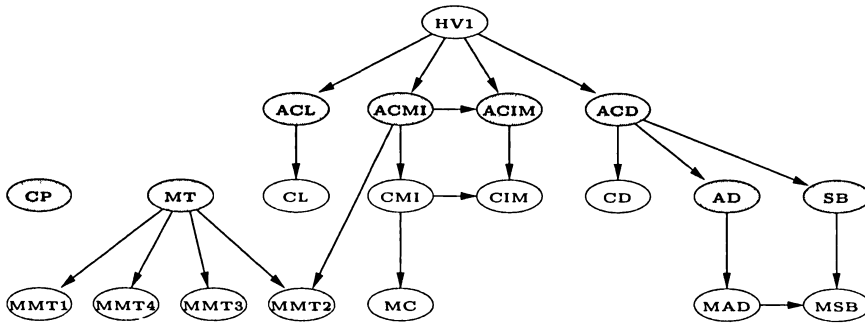 HV1
ACL ACMI ACIM ACD
CP MT CL CMI CIM CD AD SB
MMT1 MMT4 MMT3 MMT2 MC MAD MSB